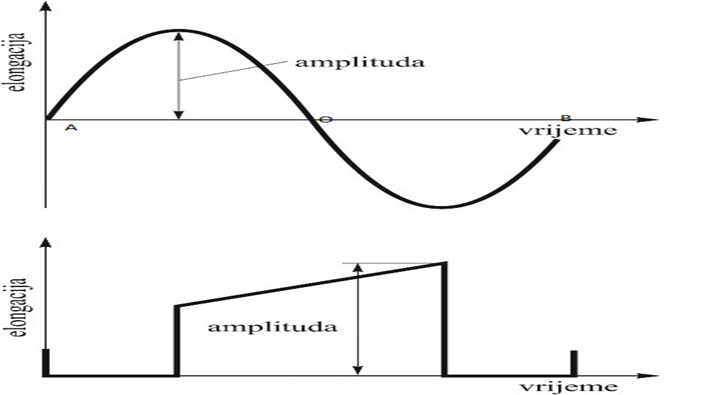 elongacija
amplituda
A
O
B
vrijeme
elongacija
amplituda
vrijeme